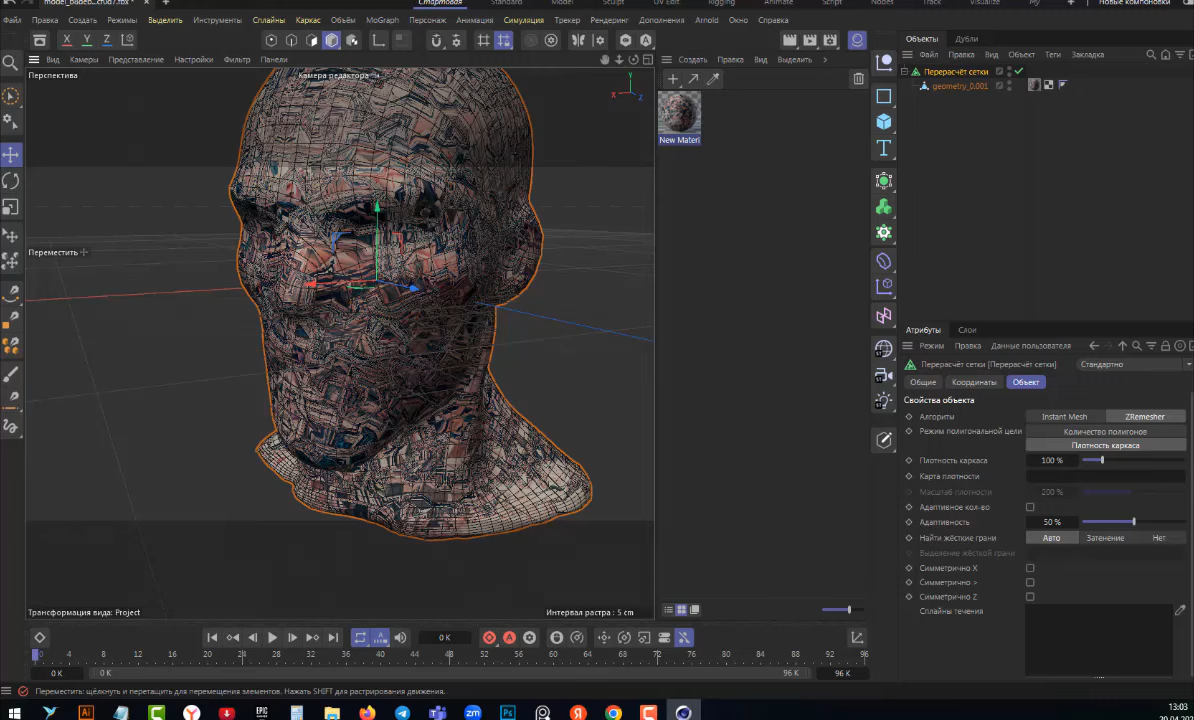 Стартовая Standard Model Sculpt UV Edit Paint Rigging Animate Script Nodes Track Visualize My + Новые компоновки
Файл Правка Создать Режимы Выделить Инструменты Сплайны Каркас Объём MoGraph Персонаж Анимация Симуляция Трекер Рендеринг Дополнения Arnold Окно Справка
X Y Z
Объекты Дубли
Вид Камеры Представление Настройки Фильтр Панели
Создать Правка Вид Выделить >
Файл Правка Вид Объект Теги Закладка
Перспектива
Камера редактора
Y
X
Z
Перерасчёт сетки
geometry_0.001
New Materi
Переместить
Атрибуты Слои
Режим Правка Данные пользователя
Перерасчёт сетки [Перерасчёт сетки] Стандартно
Общие Координаты Объект
Свойства объекта
Алгоритм Instant Mesh ZRemesher
Режим полигональной цели Количество полигонов
Плотность каркаса
Плотность каркаса 100 %
Карта плотности
Масштаб плотности 200 %
Адаптивное кол-во
Адаптивность 50 %
Найти жёсткие грани Авто Затенение Нет
Выделение жёсткой грани
Симметрично X
Симметрично >
Симметрично Z
Сплайны течения
Трансформация вида: Project
Интервал растра : 5 cm
0 K
0 4 8 12 16 20 24 28 32 36 40 44 48 52 56 60 64 68 72 76 80 84 88 92 96
0 K 0 K 96 K 96 K
Переместить: щёлкнуть и перетащить для перемещения элементов. Нажать SHIFT для растрирования движения.
13:03